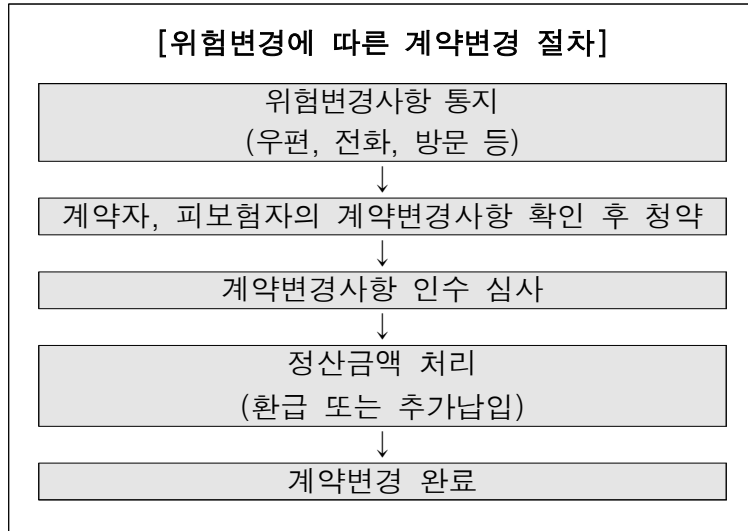 [위험변경에 따른 계약변경 절차]
위험변경사항 통지
(우편, 전화, 방문 등)
↓
계약자, 피보험자의 계약변경사항 확인 후 청약
↓
계약변경사항 인수 심사
↓
정산금액 처리
(환급 또는 추가납입)
↓
계약변경 완료